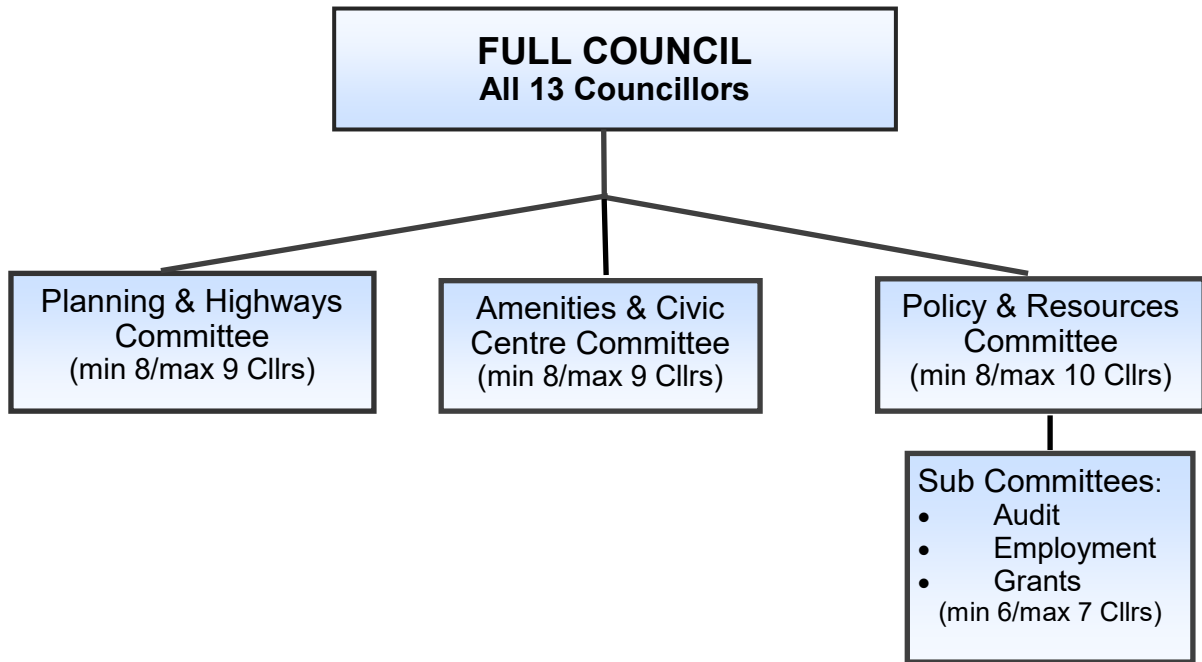 FULL COUNCIL
All 13 Councillors
Planning & Highways
Committee
(min 8/max 9 Cllrs)
Amenities & Civic
Centre Committee
(min 8/max 9 Cllrs)
Policy & Resources
Committee
(min 8/max 10 Cllrs)
Sub Committees:
• Audit
• Employment
• Grants
(min 6/max 7 Cllrs)